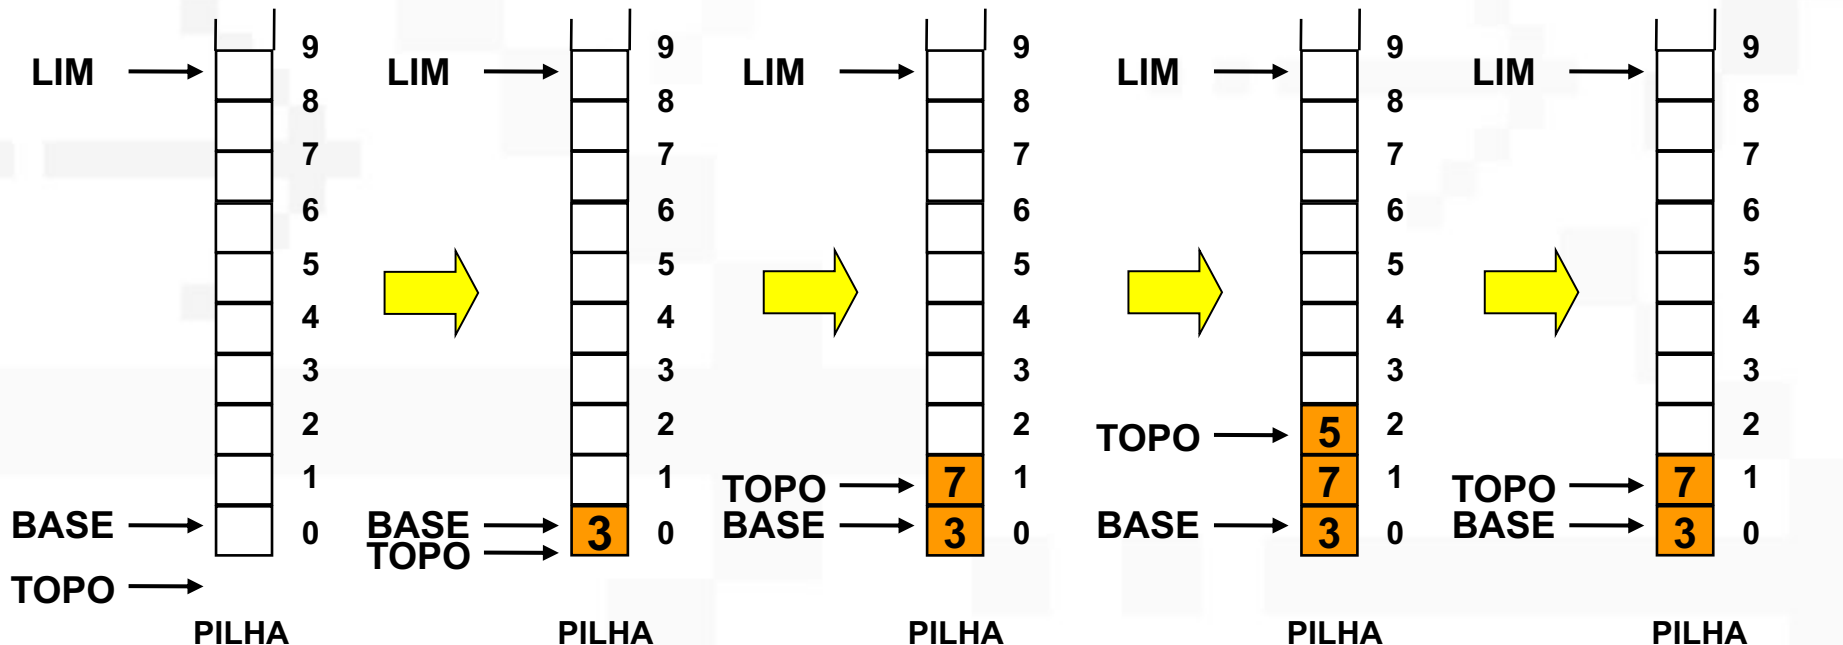 9 9 9 9 9
LIM LIM LIM LIM LIM
8 8 8 8 8
7 7 7 7 7
6 6 6 6 6
5 5 5 5 5
4 4 4 4 4
3 3 3 3 3
2 2 2 TOPO 5 2 2
1 1 TOPO 7 1 7 1 TOPO 7 1
BASE 0 BASE 3 0 BASE 3 0 BASE 3 0 BASE 3 0
TOPO
TOPO
PILHA PILHA PILHA PILHA PILHA